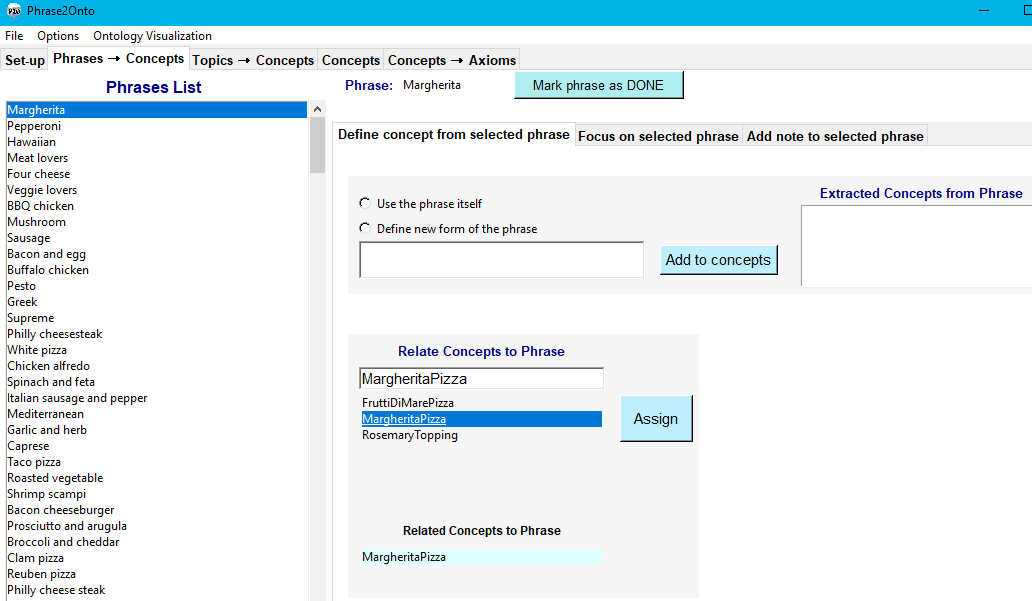 Phrase2Onto
File Options Ontology Visualization
Set-up Phrases → Concepts Topics → Concepts Concepts Concepts → Axioms
Phrases List
Phrase: Margherita Mark phrase as DONE
Margherita
Pepperoni
Hawaiian
Meat lovers
Four cheese
Veggie lovers
BBQ chicken
Mushroom
Sausage
Bacon and egg
Buffalo chicken
Pesto
Greek
Supreme
Philly cheesesteak
White pizza
Chicken alfredo
Spinach and feta
Italian sausage and pepper
Mediterranean
Garlic and herb
Caprese
Taco pizza
Roasted vegetable
Shrimp scampi
Bacon cheeseburger
Prosciutto and arugula
Broccoli and cheddar
Clam pizza
Reuben pizza
Philly cheese steak
Define concept from selected phrase Focus on selected phrase Add note to selected phrase
Use the phrase itself
Define new form of the phrase
Add to concepts
Extracted Concepts from Phrase
Relate Concepts to Phrase
MargheritaPizza
FruttiDiMarePizza
MargheritaPizza
RosemaryTopping
Assign
Related Concepts to Phrase
MargheritaPizza